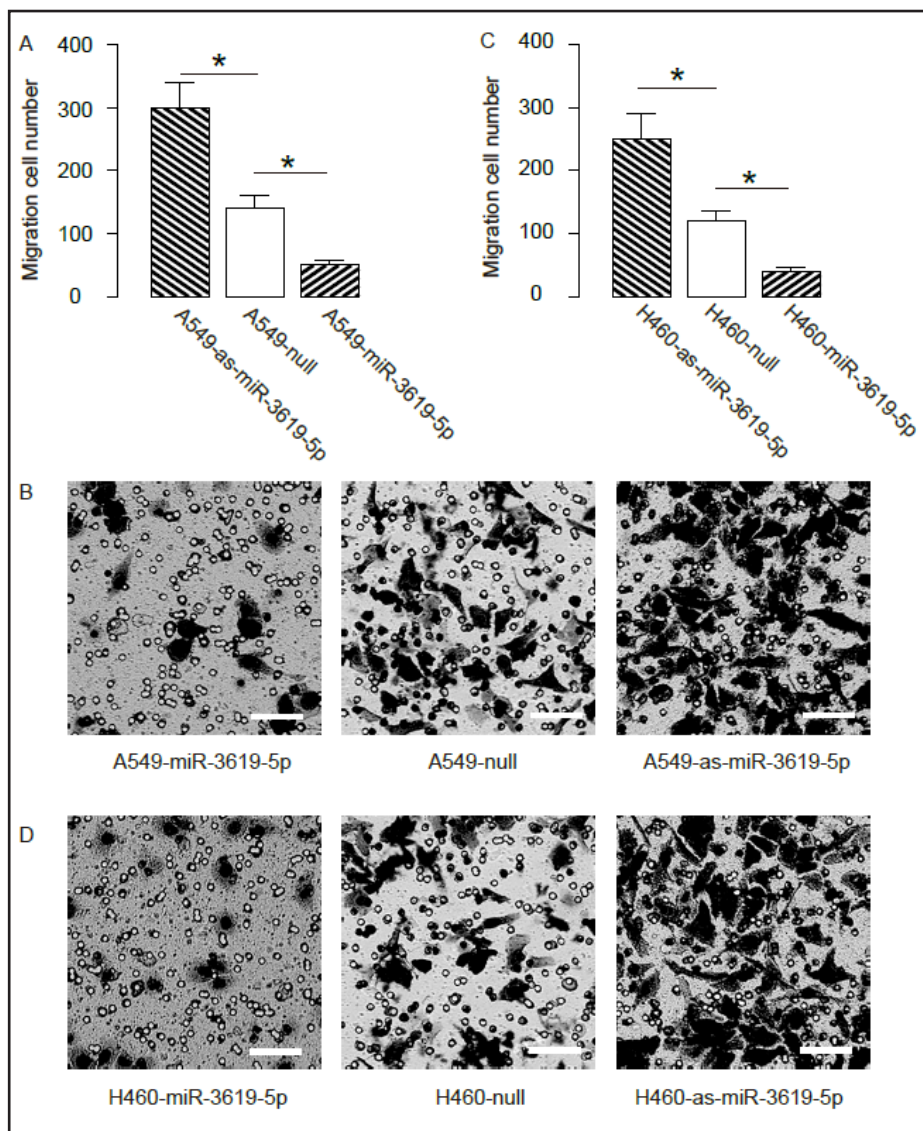 A
Migration cell number
400
300
200
100
0
*
*
A549-as-miR-3619-5p
A549-null
A549-miR-3619-5p
C
Migration cell number
400
300
200
100
0
*
*
H460-as-miR-3619-5p
H460-null
H460-miR-3619-5p
B
A549-miR-3619-5p
A549-null
A549-as-miR-3619-5p
D
H460-miR-3619-5p
H460-null
H460-as-miR-3619-5p